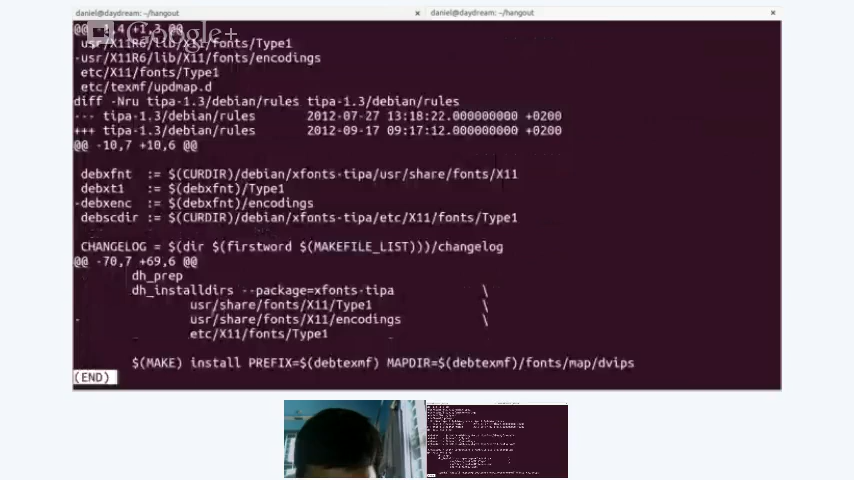 daniel@daydream: ~/hangout × daniel@daydream: ~/hangout ×
Google+
@@ -1,4 +1,3 @@
 usr/X11R6/lib/X11/fonts/Type1
-usr/X11R6/lib/X11/fonts/encodings
 etc/X11/fonts/Type1
 etc/texmf/updmap.d
diff -Nru tipa-1.3/debian/rules tipa-1.3/debian/rules
--- tipa-1.3/debian/rules 2012-07-27 13:18:22.000000000 +0200
+++ tipa-1.3/debian/rules 2012-09-17 09:17:12.000000000 +0200
@@ -10,7 +10,6 @@
 debxfnt := $(CURDIR)/debian/xfonts-tipa/usr/share/fonts/X11
 debxt1 := $(debxfnt)/Type1
-debxenc := $(debxfnt)/encodings
 debscdir := $(CURDIR)/debian/xfonts-tipa/etc/X11/fonts/Type1
 CHANGELOG = $(dir $(firstword $(MAKEFILE_LIST)))/changelog
@@ -70,7 +69,6 @@
 dh_prep
 dh_installdirs --package=xfonts-tipa \
 usr/share/fonts/X11/Type1 \
- usr/share/fonts/X11/encodings \
 etc/X11/fonts/Type1
 $(MAKE) install PREFIX=$(debtexmf) MAPDIR=$(debtexmf)/fonts/map/dvips
(END)